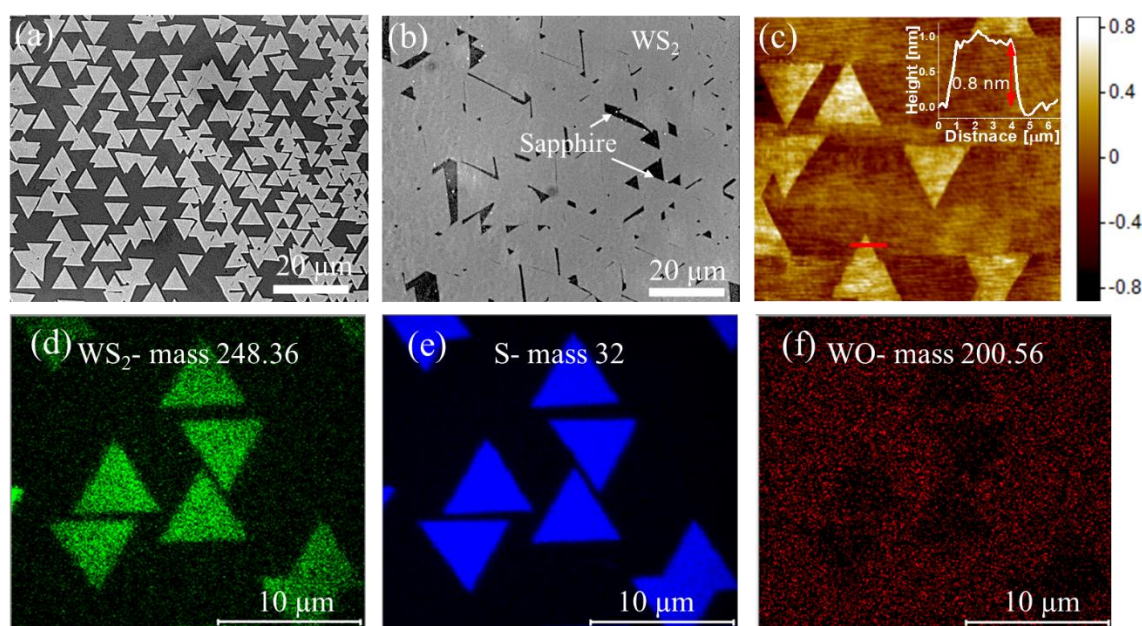 (a)
20 μm
(b)
WS2
Sapphire
20 μm
(c)
Height [nm]
1.0
0.5
0.0
0.8 nm
0 1 2 3 4 5 6
Distnace [μm]
0.8
0.4
0
-0.4
-0.8
(d)
WS2- mass 248.36
10 μm
(e)
S- mass 32
10 μm
(f)
WO- mass 200.56
10 μm